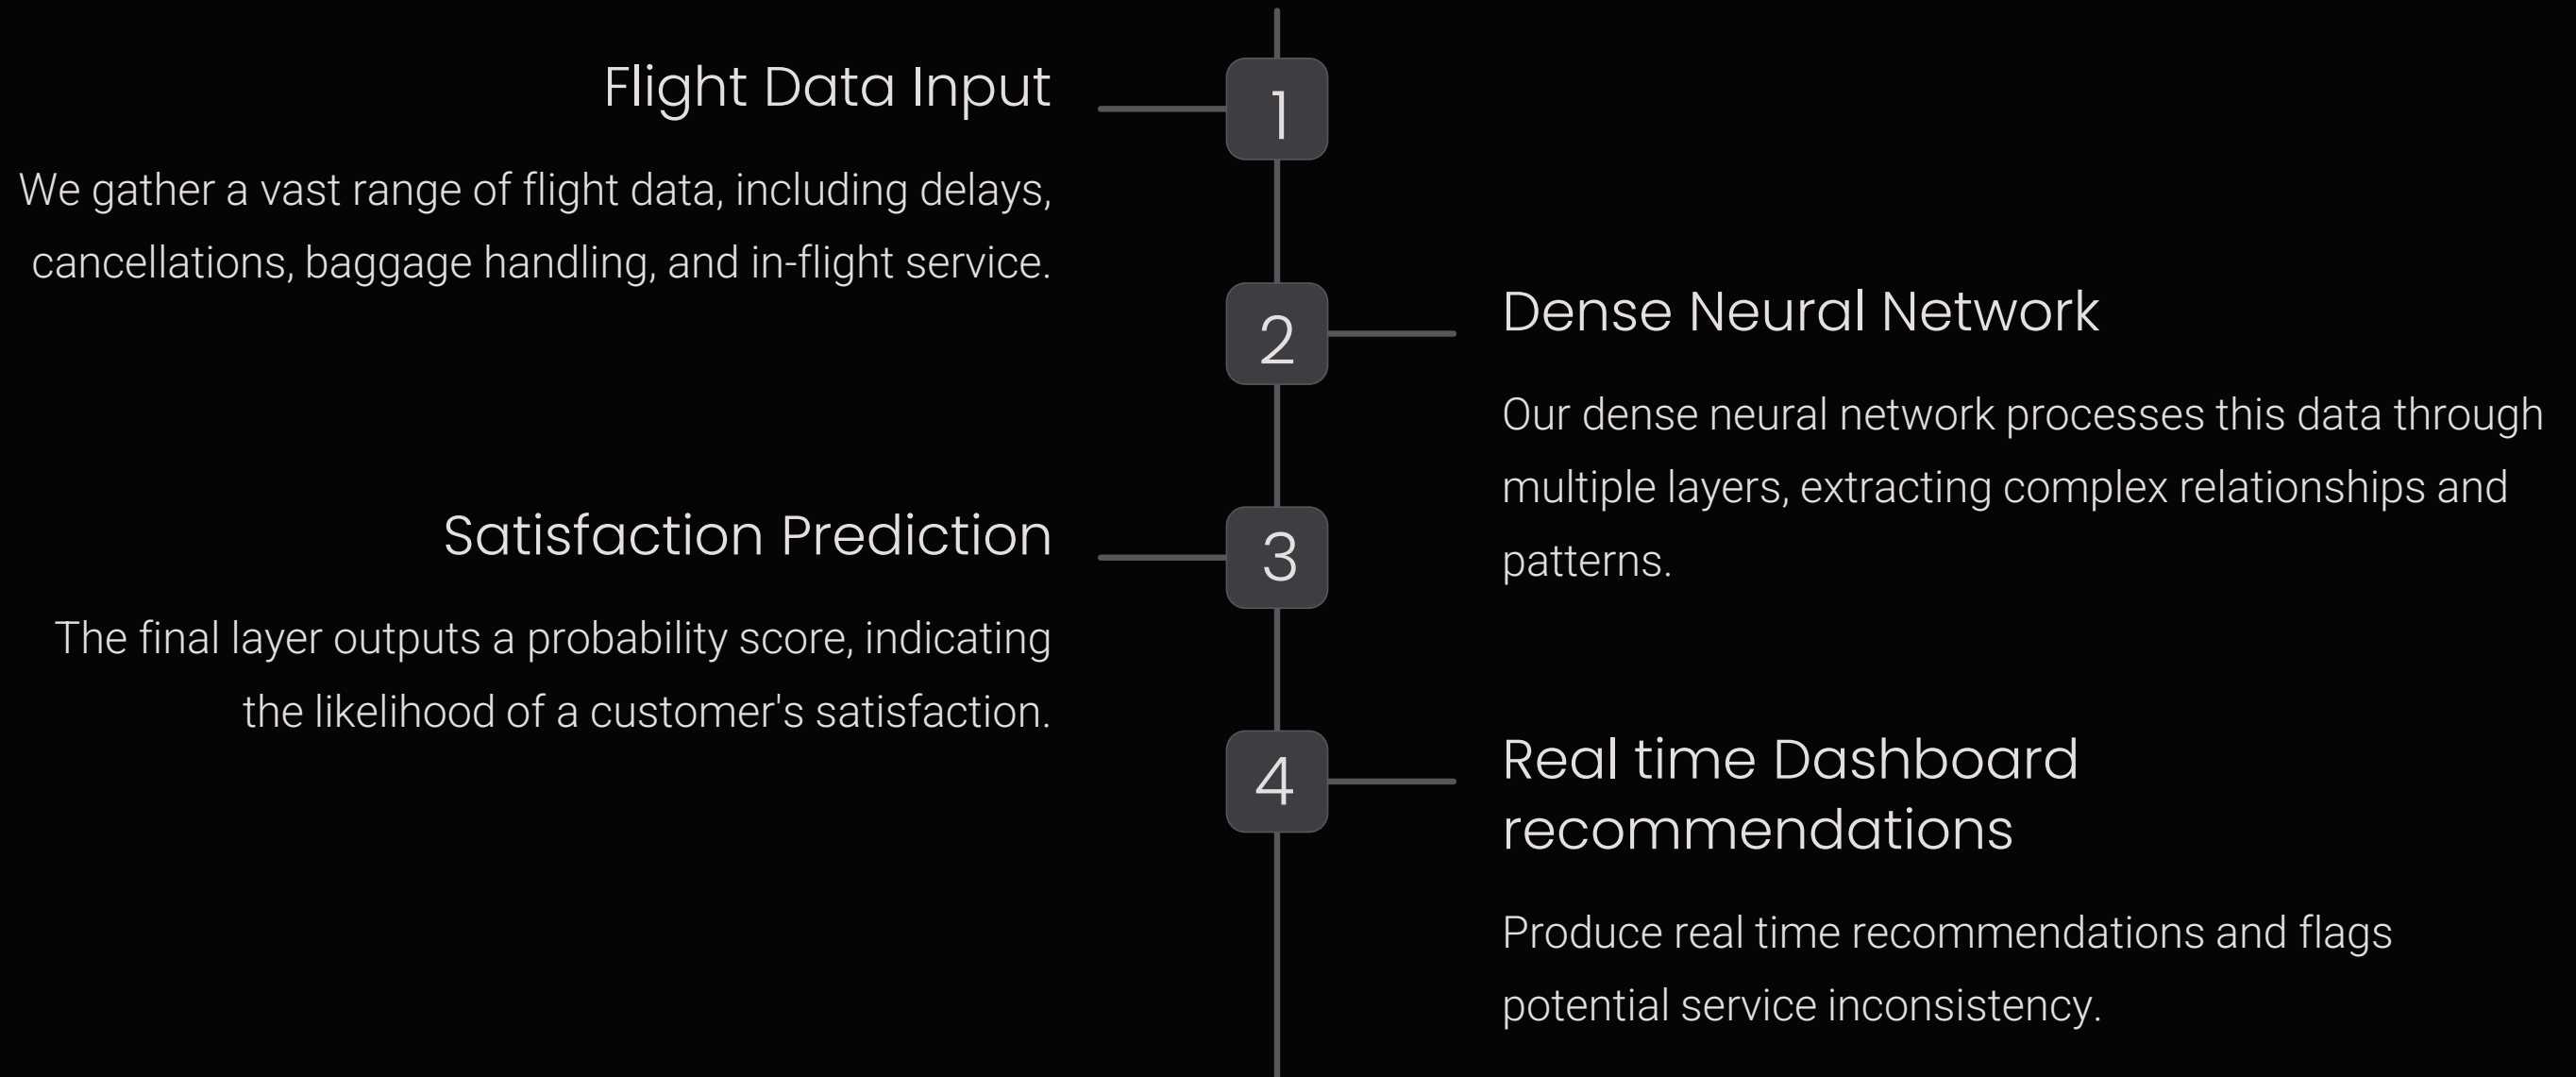 1
Flight Data Input
We gather a vast range of flight data, including delays,
cancellations, baggage handling, and in-flight service.
2
Dense Neural Network
Our dense neural network processes this data through
multiple layers, extracting complex relationships and
patterns.
3
Satisfaction Prediction
The final layer outputs a probability score, indicating
the likelihood of a customer's satisfaction.
4
Real time Dashboard
recommendations
Produce real time recommendations and flags
potential service inconsistency.